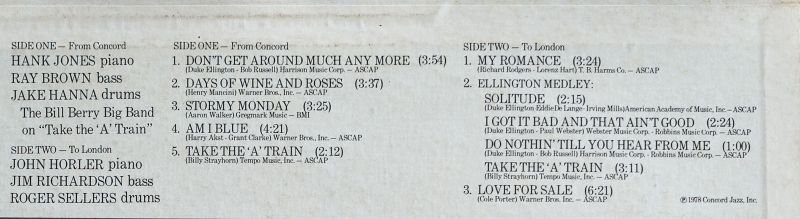 SIDE ONE — From Concord
HANK JONES piano
RAY BROWN bass
JAKE HANNA drums
The Bill Berry Big Band
on "Take the 'A' Train"
SIDE TWO — To London
JOHN HORLER piano
JIM RICHARDSON bass
ROGER SELLERS drums
SIDE ONE — From Concord
1. DON'T GET AROUND MUCH ANY MORE (3:54)
(Duke Ellington - Bob Russell) Harrison Music Corp. — ASCAP
2. DAYS OF WINE AND ROSES (3:37)
(Henry Mancini) Warner Bros., Inc. — ASCAP
3. STORMY MONDAY (3:25)
(Aaron Walker) Gregmark Music — BMI
4. AM I BLUE (4:21)
(Harry Akst - Grant Clarke) Warner Bros., Inc. — ASCAP
5. TAKE THE 'A' TRAIN (2:12)
(Billy Strayhorn) Tempo Music, Inc. — ASCAP
SIDE TWO — To London
1. MY ROMANCE (3:24)
(Richard Rodgers - Lorenz Hart) T. B. Harms Co. — ASCAP
2. ELLINGTON MEDLEY:
SOLITUDE (2:15)
(Duke Ellington Eddie De Lange- Irving Mills)American Academy of Music, Inc.—ASCAP
I GOT IT BAD AND THAT AIN'T GOOD (2:24)
(Duke Ellington - Paul Webster) Webster Music Corp. - Robbins Music Corp. — ASCAP
DO NOTHIN' TILL YOU HEAR FROM ME (1:00)
(Duke Ellington - Bob Russell) Harrison Music Corp. - Robbins Music Corp. — ASCAP
TAKE THE 'A' TRAIN (3:11)
(Billy Strayhorn) Tempo Music, Inc. — ASCAP
3. LOVE FOR SALE (6:21)
(Cole Porter) Warner Bros. Inc. — ASCAP
℗ 1978 Concord Jazz, Inc.